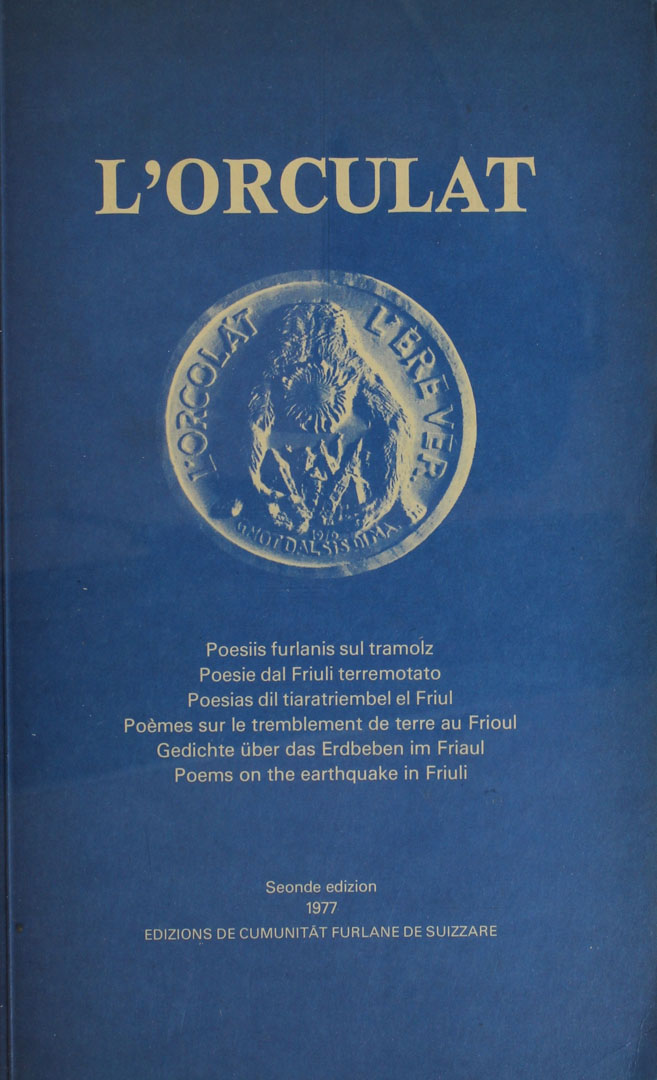 L'ORCULAT
L'ORCOLAT L'ERE VÊR
1976
Poesiis furlanis sul tramolz
Poesie dal Friuli terremotato
Poesias dil tiaratriembel el Friul
Poèmes sur le tremblement de terre au Frioul
Gedichte über das Erdbeben im Friaul
Poems on the earthquake in Friuli
Seonde edizion
1977
EDIZIONS DE CUMUNITÂT FURLANE DE SUIZZARE